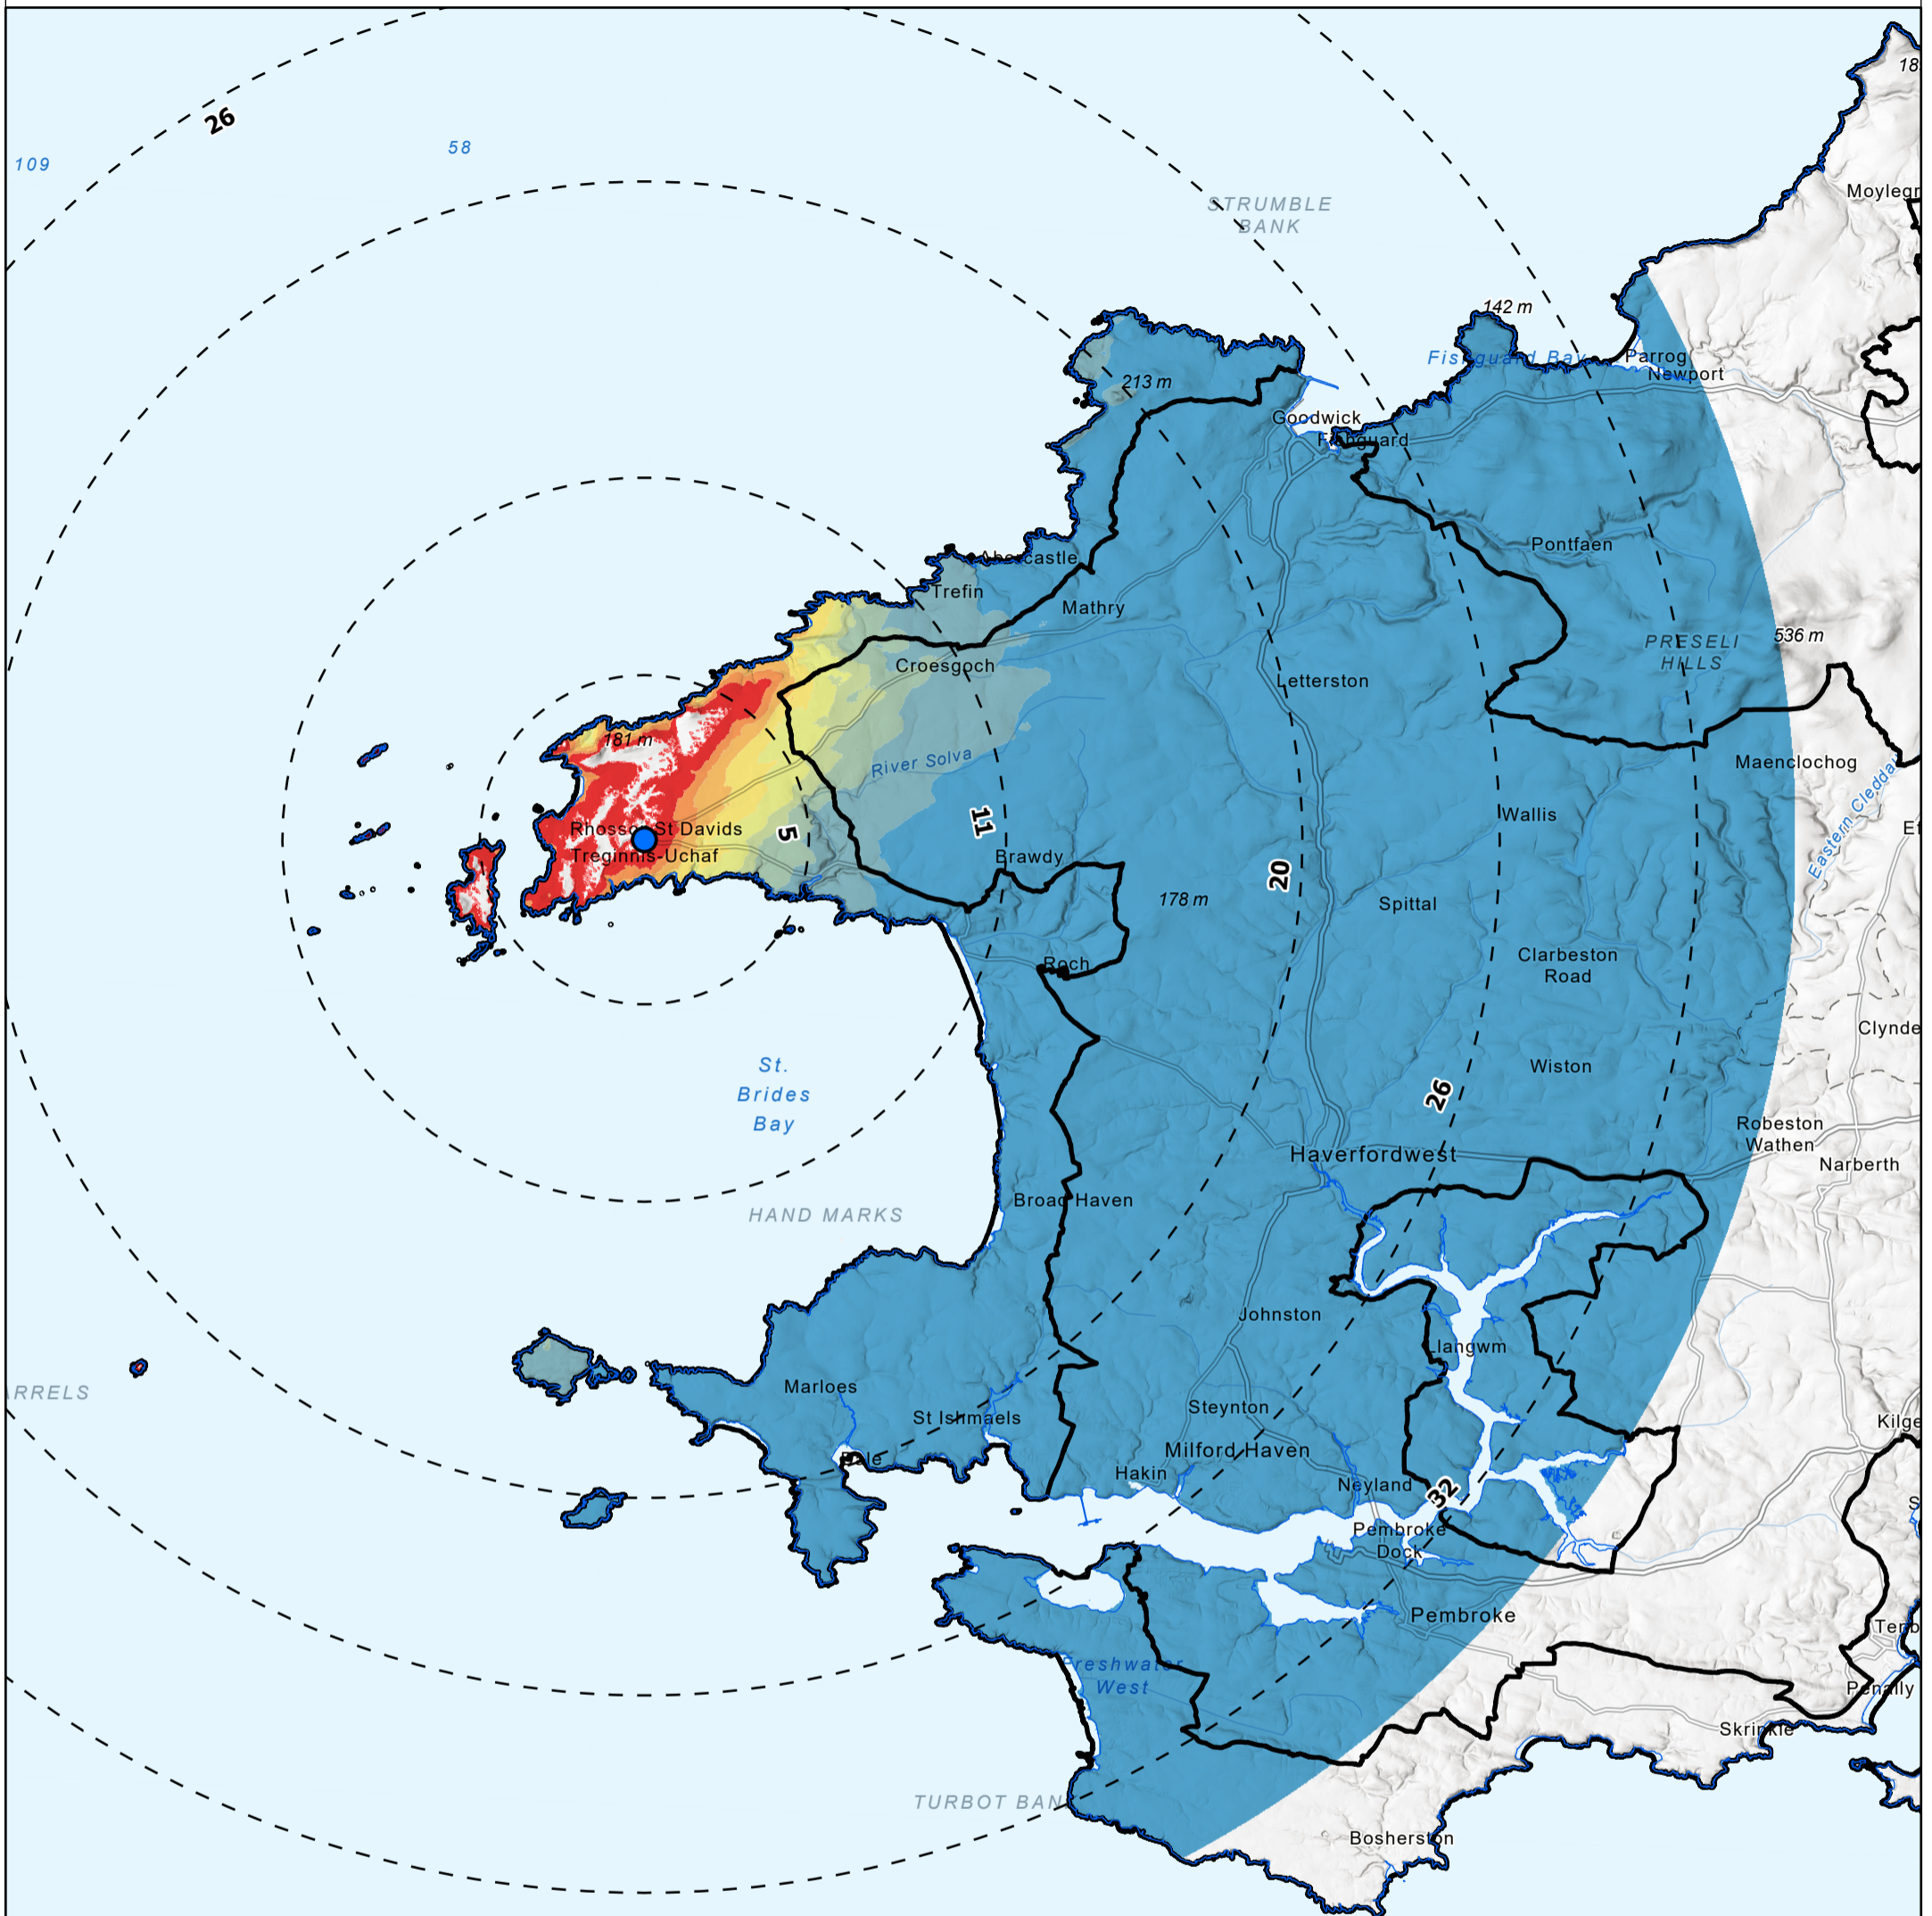 18
26
109
58
STRUMBLE
BANK
142 m
Fishguard Bay
Parrog
Newport
213 m
Goodwick
Fishguard
Pontfaen
Abercastle
Trefin
Mathry
PRESELI
HILLS
536 m
Croesgoch
Letterston
181 m
River Solva
Maenclochog
Eastern Cleddau
Wallis
11
5
St Davids
Treginnis-Uchaf
Brawdy
20
178 m
Spittal
Roch
Clarbeston
Road
St.
Brides
Bay
Wiston
26
Robeston
Wathen
Haverfordwest
Narberth
Broad Haven
HAND MARKS
Johnston
Llangwm
Marloes
St Ishmaels
Steynton
Milford Haven
Dale
Hakin
Neyland
32
Pembroke
Dock
Pembroke
Freshwater
West
Penally
Skrinkle
TURBOT BAN
Bosherston